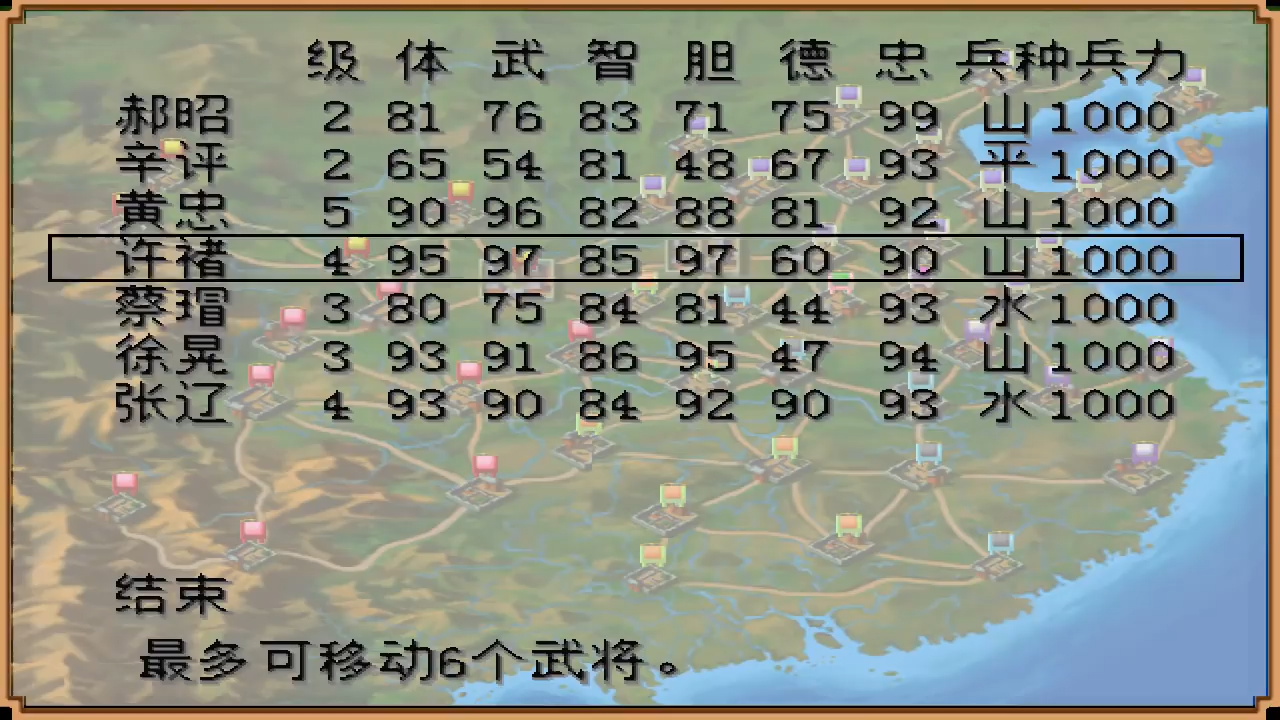 级 体 武 智 胆 德 忠 兵种 兵力
郝昭 2 81 76 83 71 75 99 山 1000
辛评 2 65 54 81 48 67 93 平 1000
黄忠 5 90 96 82 88 81 92 山 1000
许褚 4 95 97 85 97 60 90 山 1000
蔡瑁 3 80 75 84 81 44 93 水 1000
徐晃 3 93 91 86 95 47 94 山 1000
张辽 4 93 90 84 92 90 93 水 1000
结束
最多可移动6个武将。